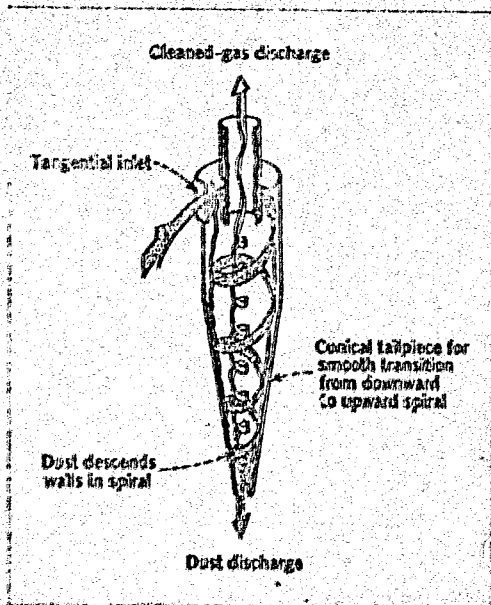 Cleaned-gas discharge
Tangential inlet
Conical tailpiece for
smooth transition
from downward
to upward spiral
Dust descends
walls in spiral
Dust discharge